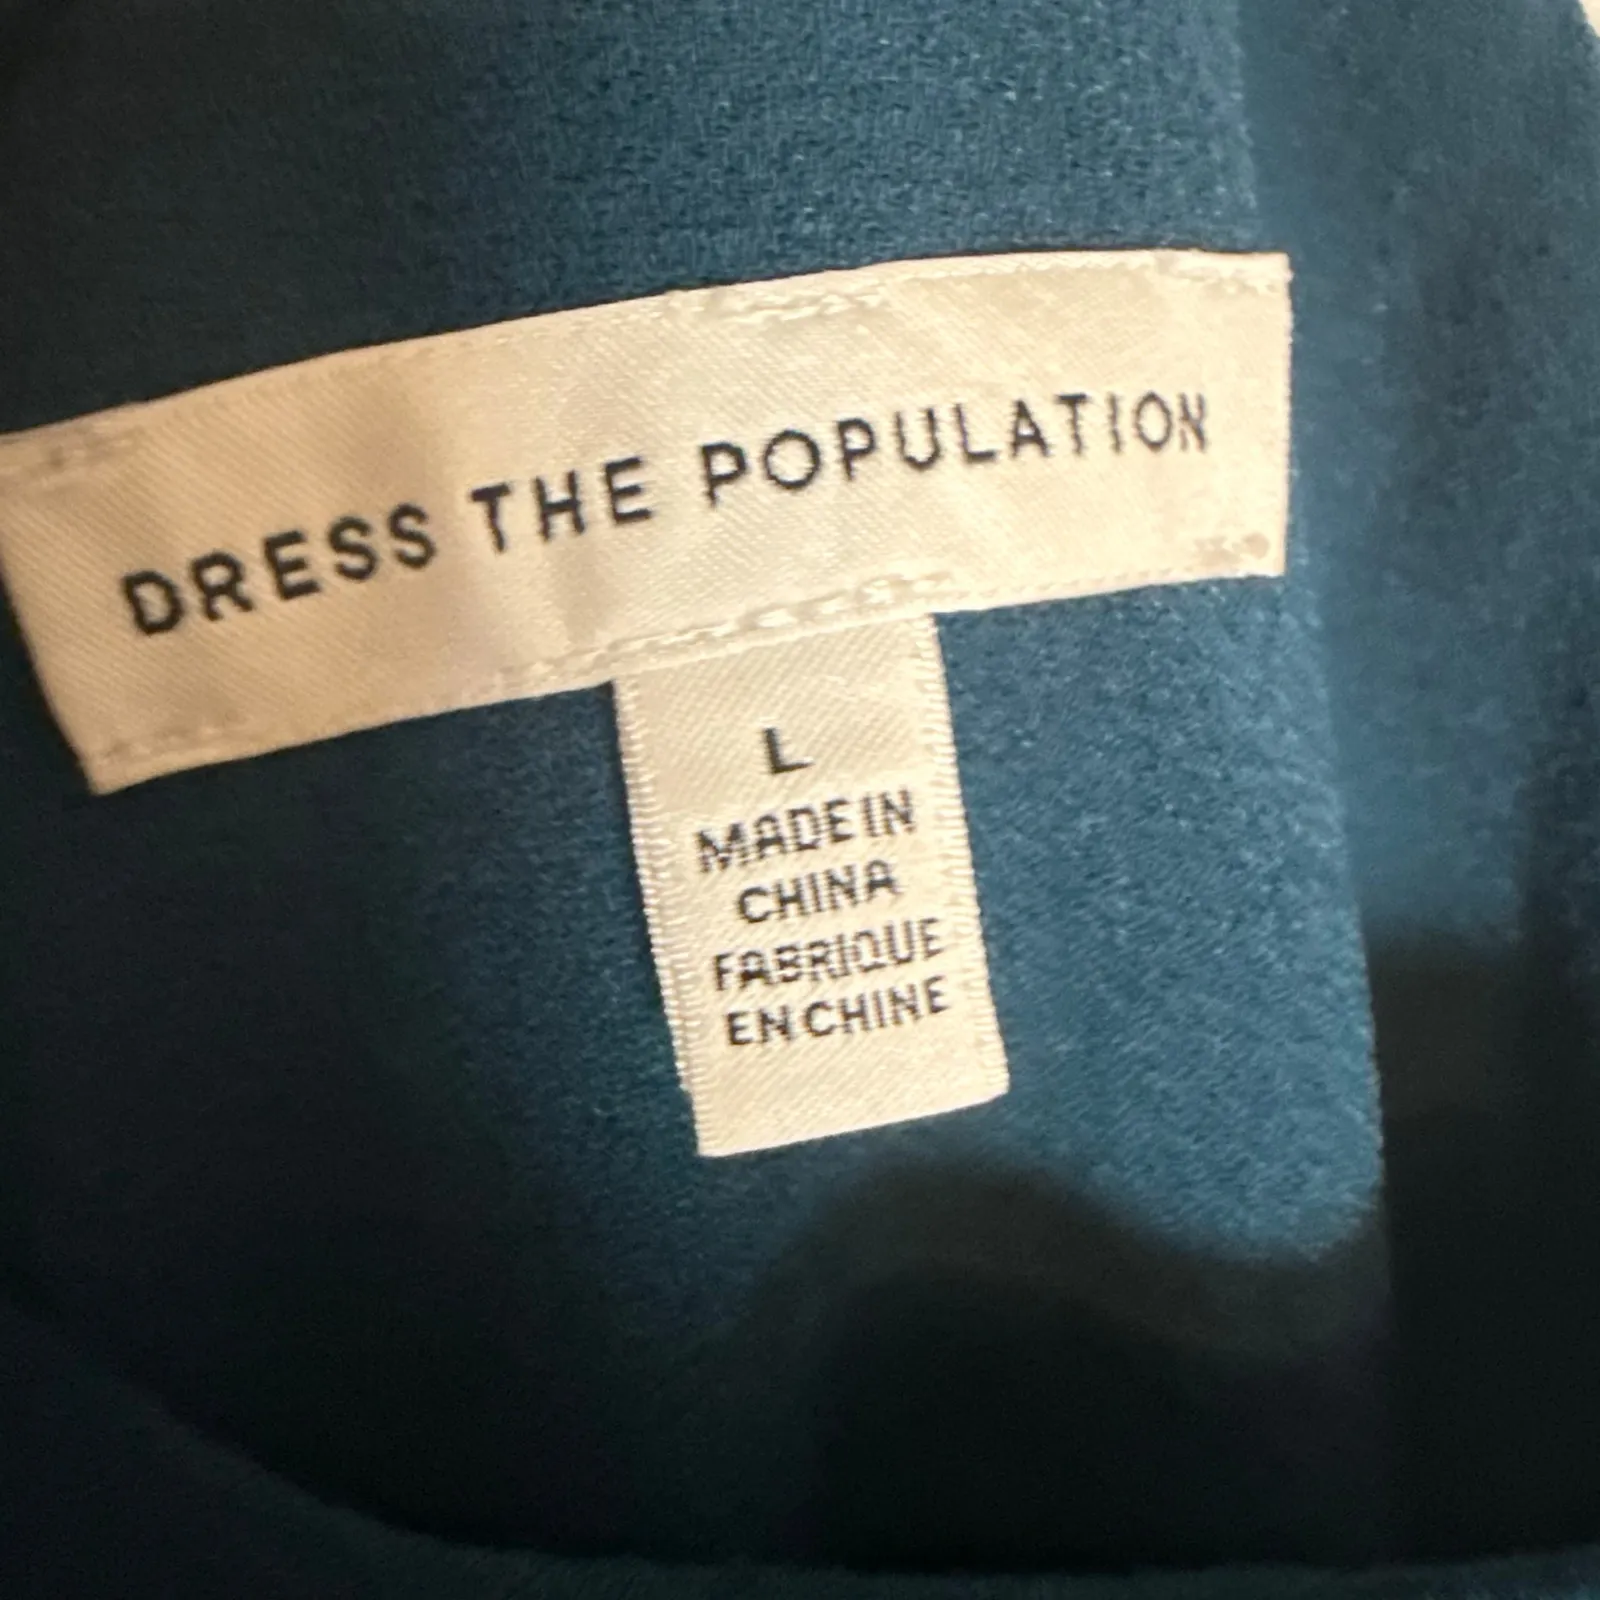 DRESS THE POPULATION
L
MADE IN
CHINA
FABRIQUE
EN CHINE